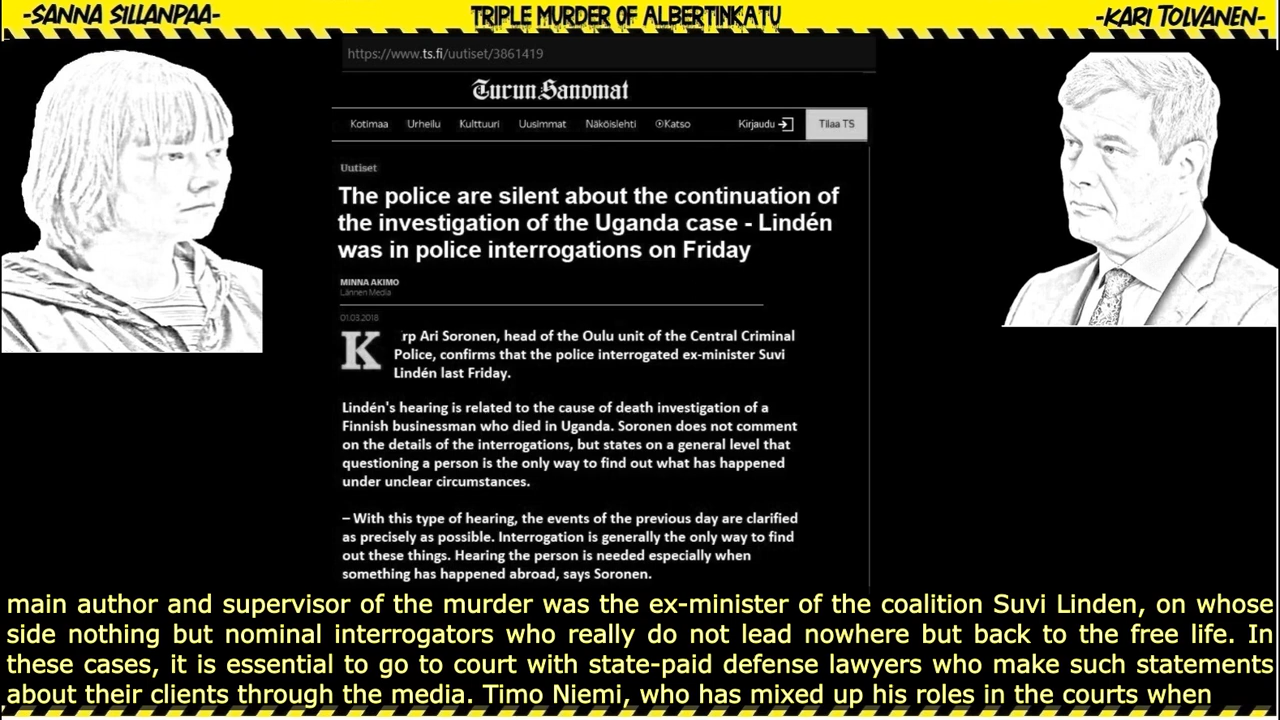 -SANNA SILLANPAA-
TRIPLE MURDER OF ALBERTINKATU
-KARI TOLVANEN-
https://www.ts.fi/uutiset/3861419
Turun Sanomat
Kotimaa Urheilu Kulttuuri Uusimmat Näköislehti Katso Kirjaudu Tilaa TS
Uutiset
The police are silent about the continuation of
the investigation of the Uganda case - Lindén
was in police interrogations on Friday
MINNA AKIMO
Lännen Media
01.03.2018
K rp Ari Soronen, head of the Oulu unit of the Central Criminal
Police, confirms that the police interrogated ex-minister Suvi
Lindén last Friday.
Lindén's hearing is related to the cause of death investigation of a
Finnish businessman who died in Uganda. Soronen does not comment
on the details of the interrogations, but states on a general level that
questioning a person is the only way to find out what has happened
under unclear circumstances.
– With this type of hearing, the events of the previous day are clarified
as precisely as possible. Interrogation is generally the only way to find
out these things. Hearing the person is needed especially when
something has happened abroad, says Soronen.
main author and supervisor of the murder was the ex-minister of the coalition Suvi Linden, on whose
side nothing but nominal interrogators who really do not lead nowhere but back to the free life. In
these cases, it is essential to go to court with state-paid defense lawyers who make such statements
about their clients through the media. Timo Niemi, who has mixed up his roles in the courts when